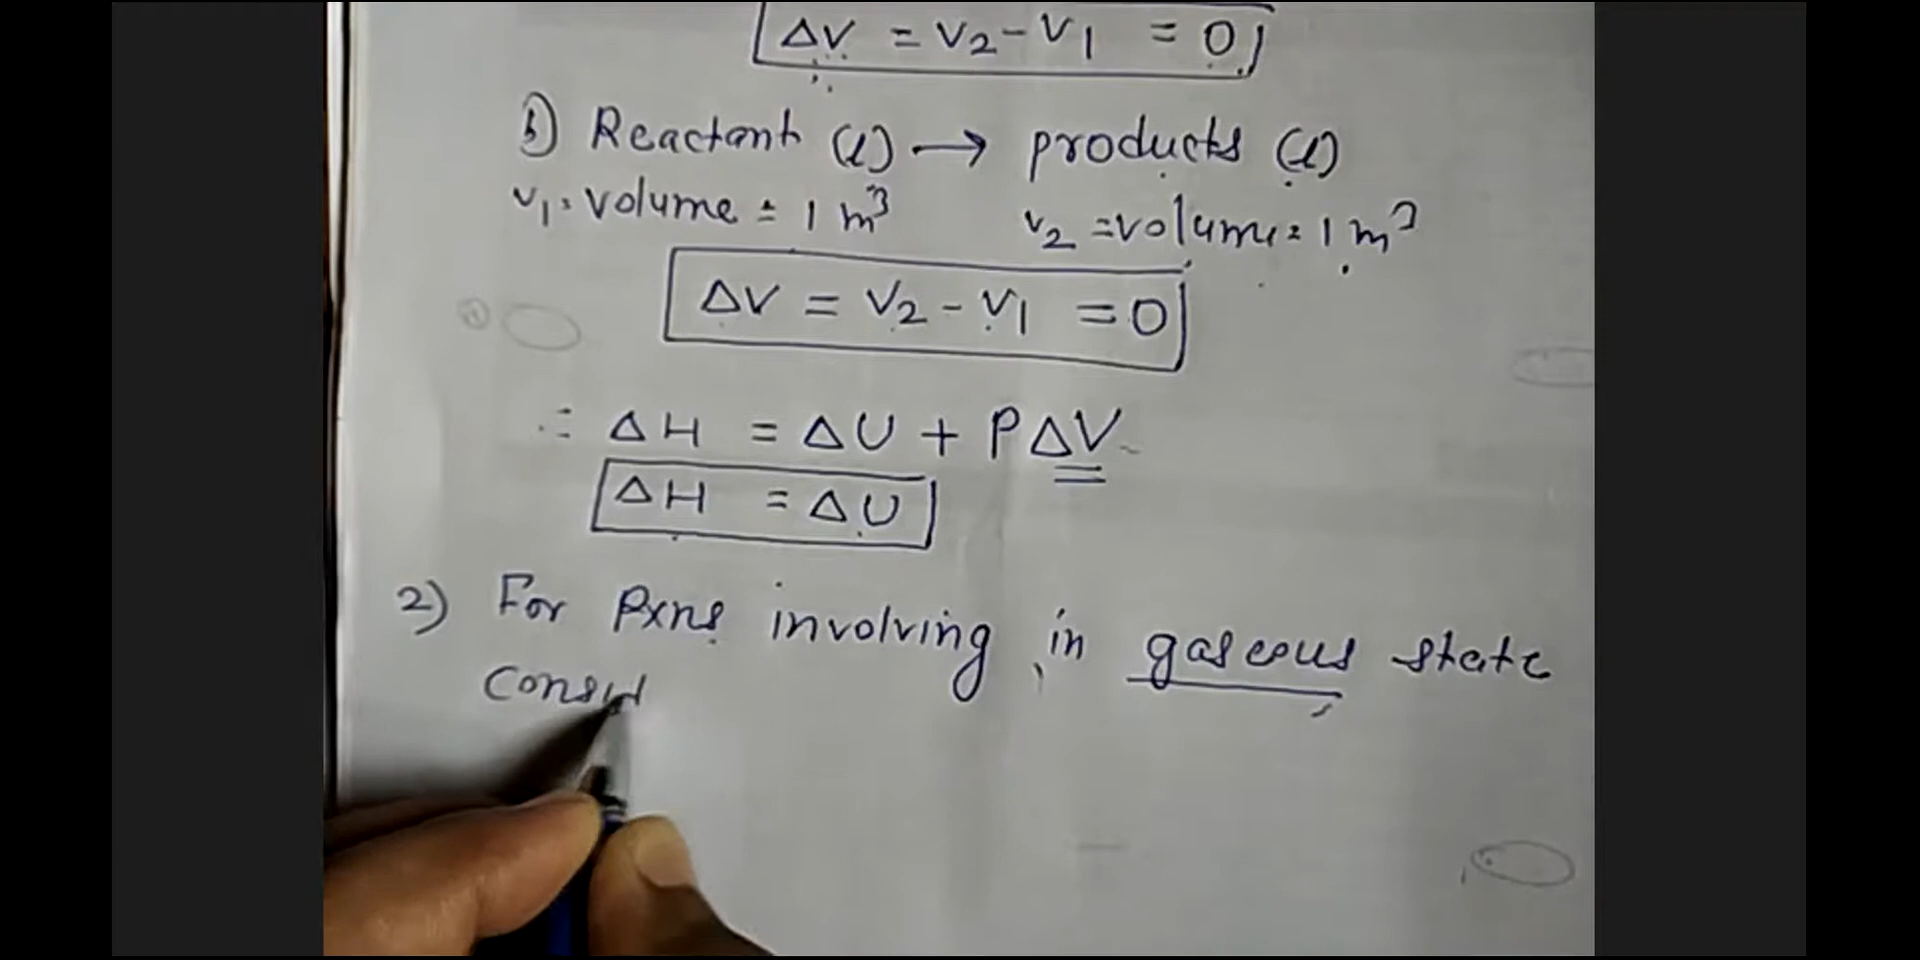 ΔV = V2 - V1 = 0
b) Reactant (l) → products (l)
V1 = volume = 1 m³ V2 = volume = 1 m³
ΔV = V2 - V1 = 0
∴ ΔH = ΔU + PΔV
ΔH = ΔU
2) For Rxns involving in gaseous state
consid